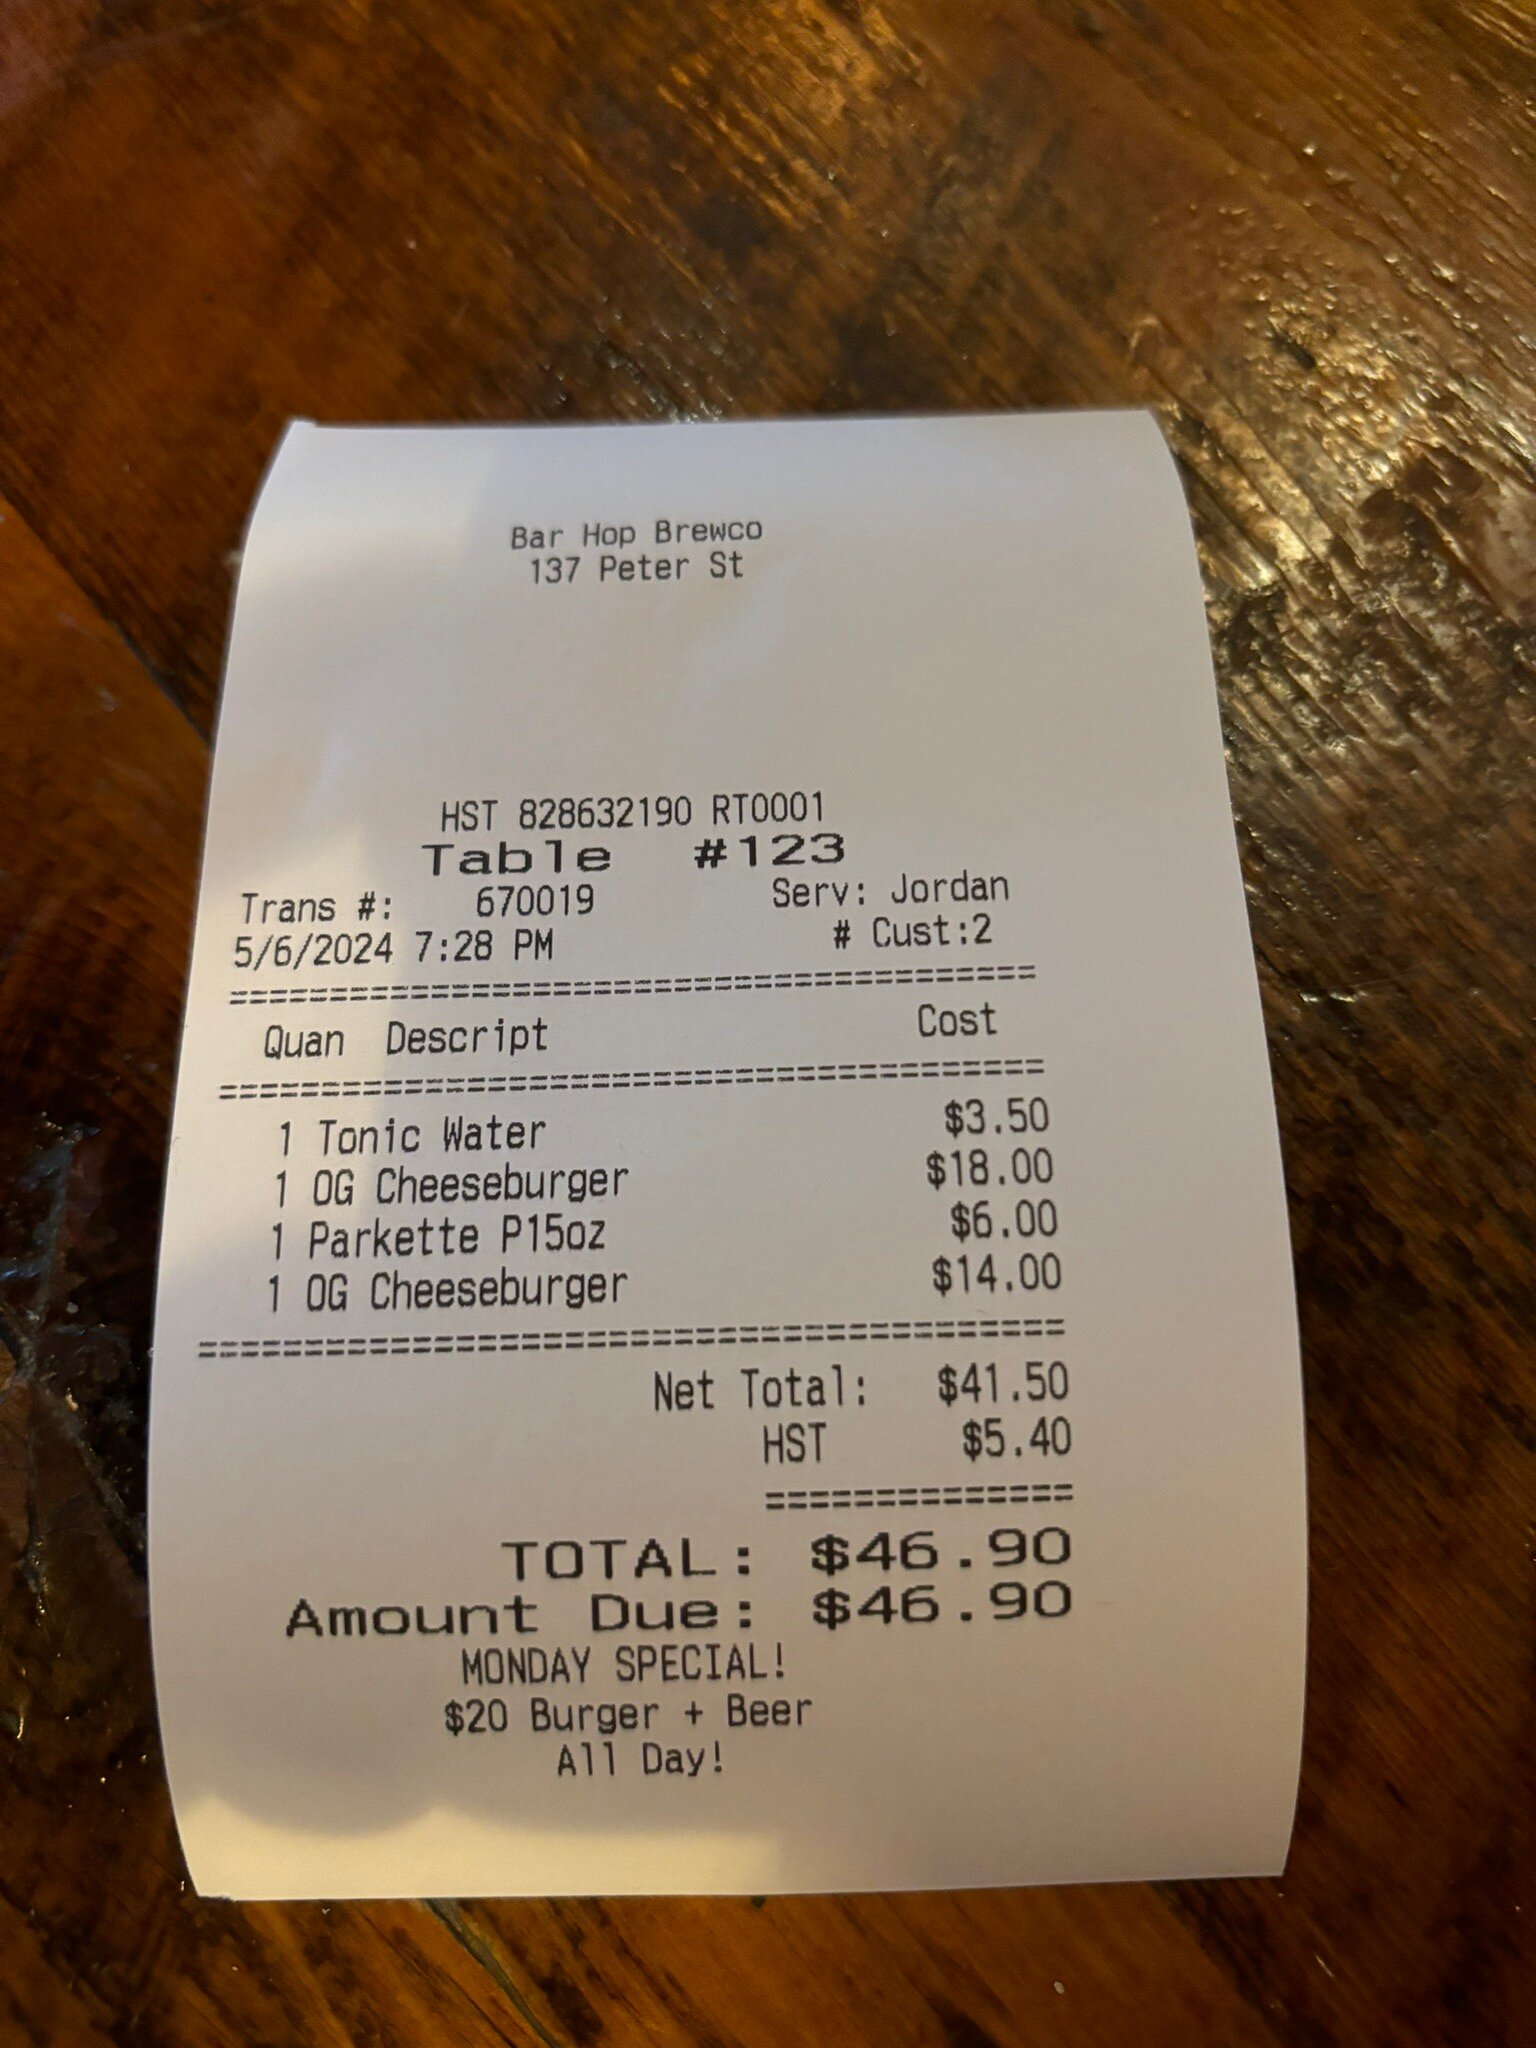 Bar Hop Brewco
137 Peter St
HST 828632190 RT0001
Table #123
Trans #: 670019 Serv: Jordan
5/6/2024 7:28 PM # Cust:2
========================================
Quan Descript Cost
========================================
1 Tonic Water $3.50
1 OG Cheeseburger $18.00
1 Parkette P15oz $6.00
1 OG Cheeseburger $14.00
========================================
Net Total: $41.50
HST $5.40
==============
TOTAL: $46.90
Amount Due: $46.90
MONDAY SPECIAL!
$20 Burger + Beer
All Day!